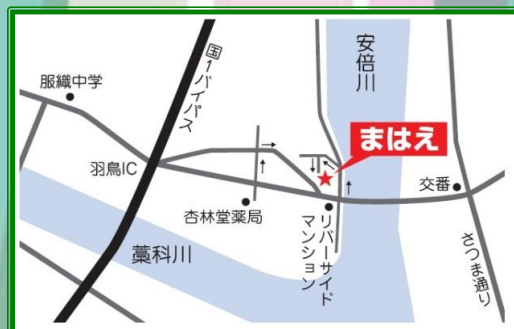 服織中学
国1バイパス
安倍川
まはえ
羽鳥IC
交番
杏林堂薬局
リバーサイド
マンション
藁科川
さつま通り